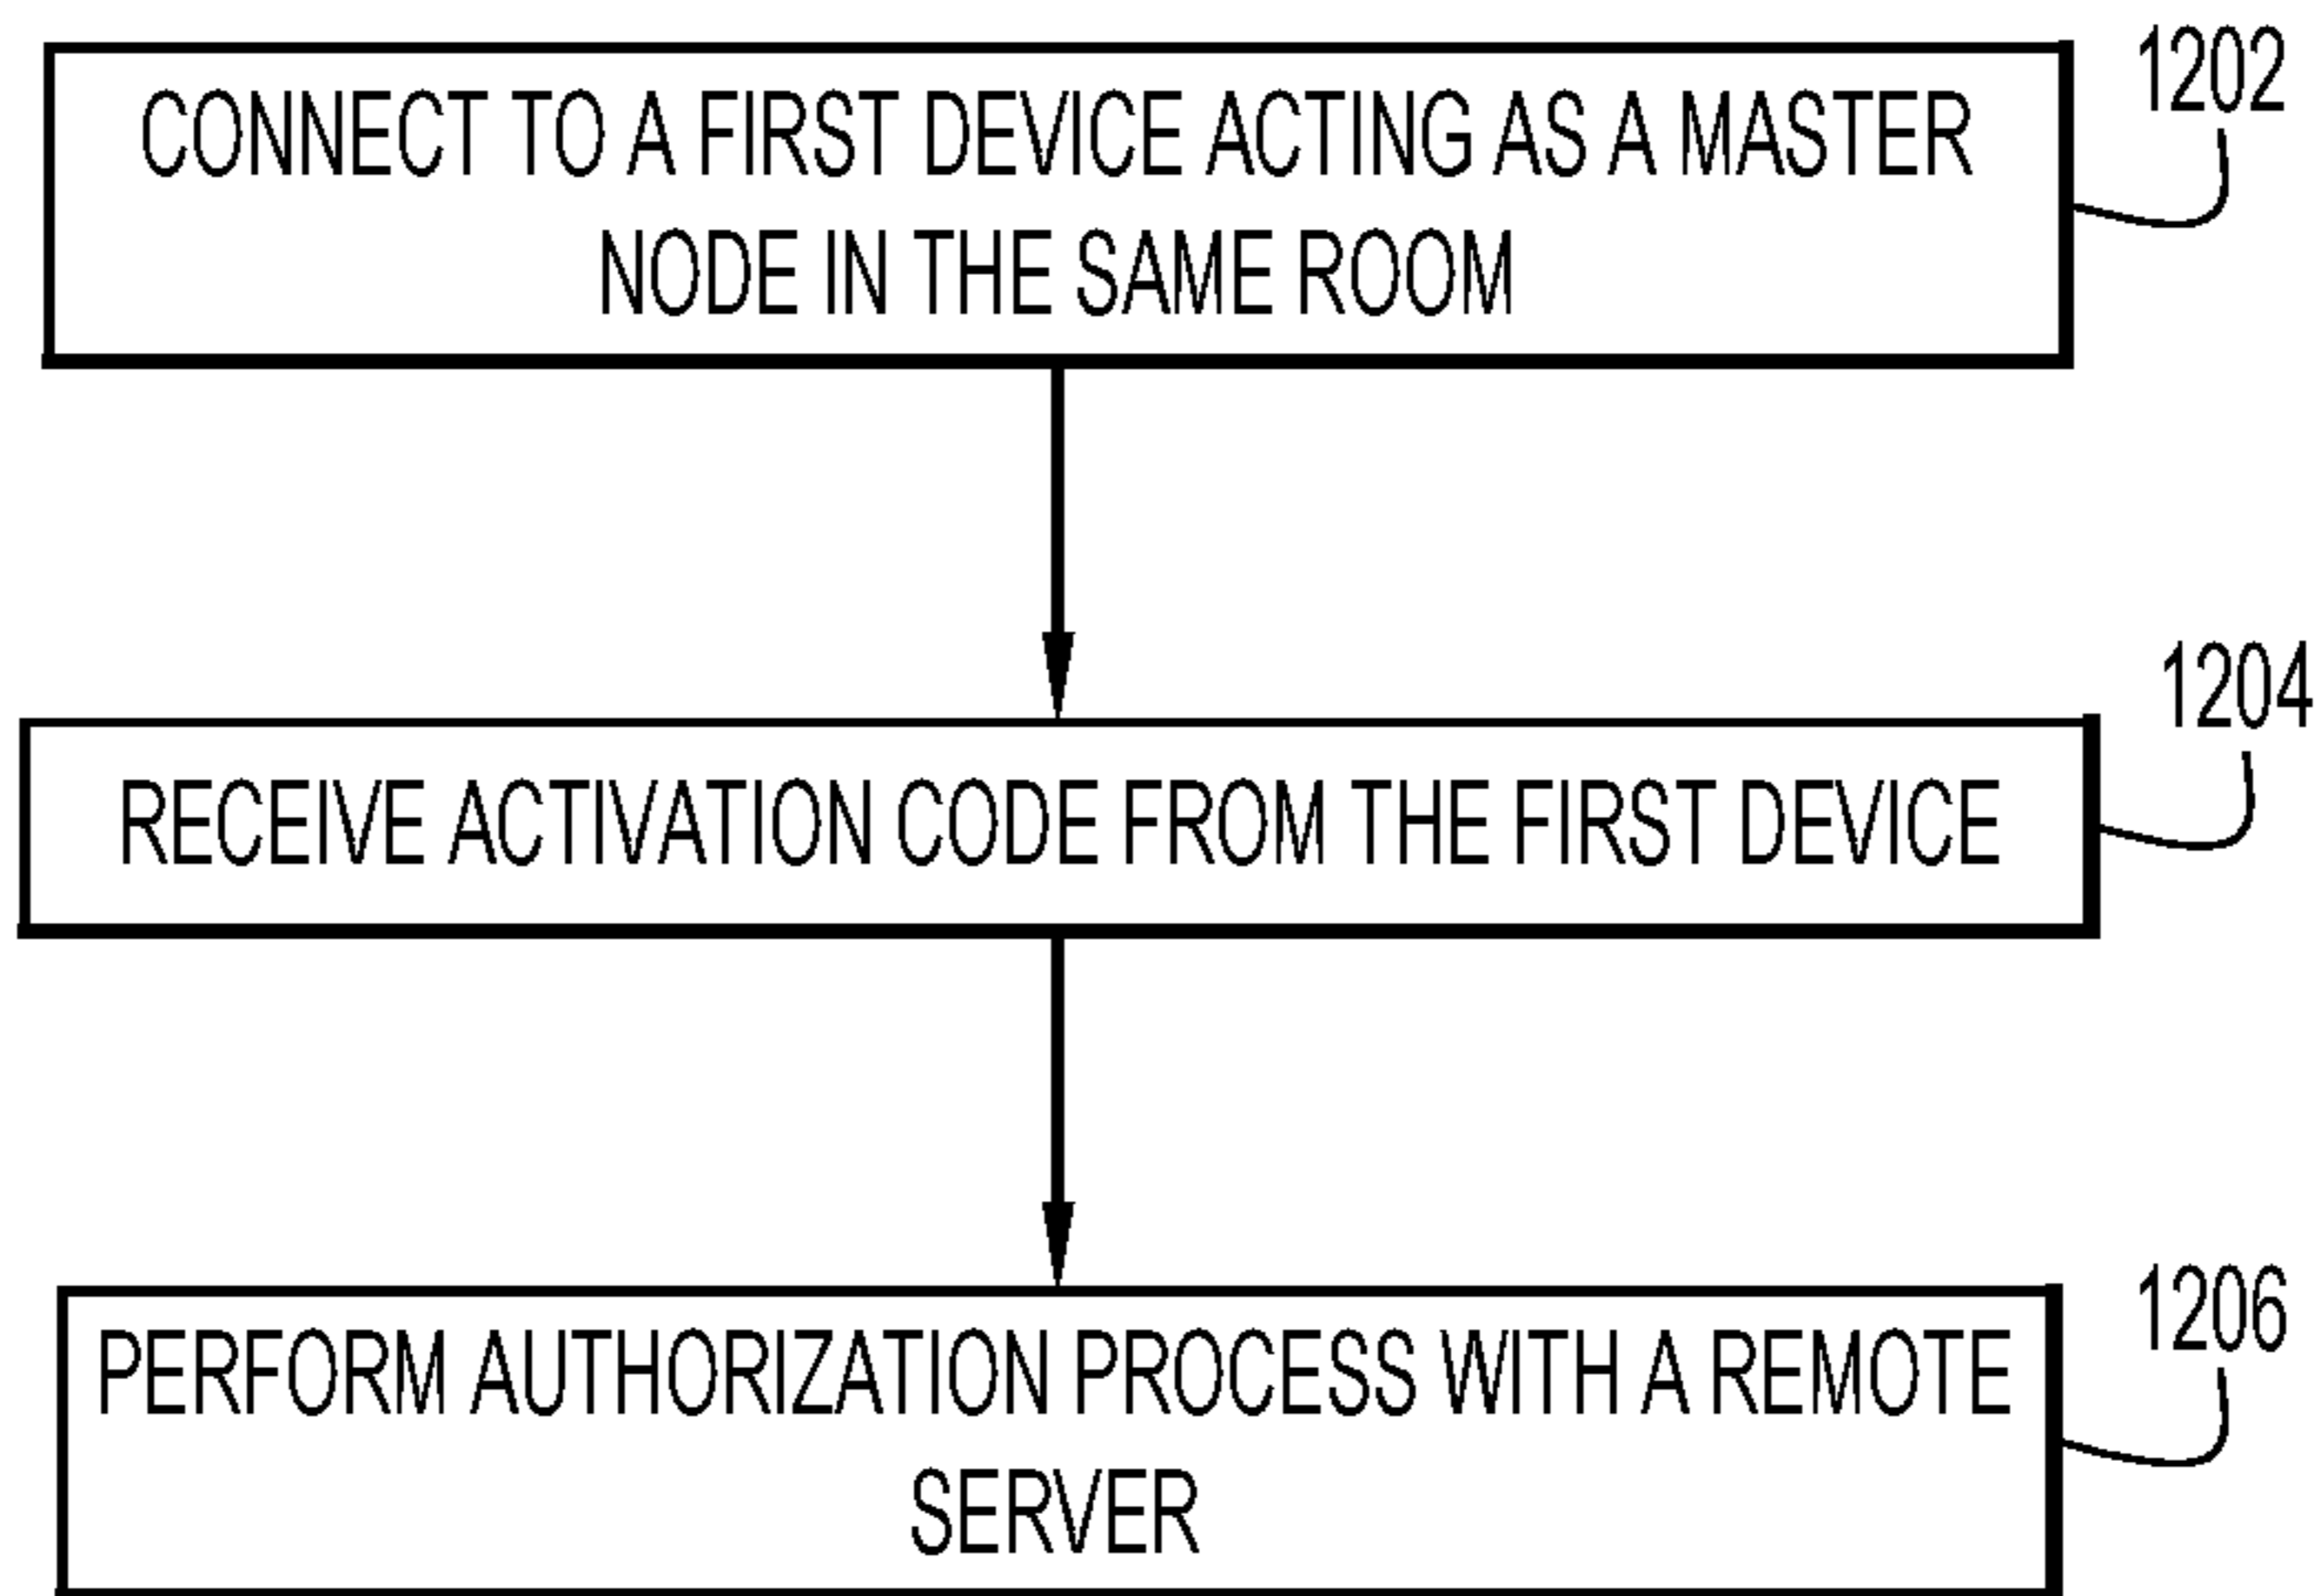 1202
CONNECT TO A FIRST DEVICE ACTING AS A MASTER
NODE IN THE SAME ROOM
1204
RECEIVE ACTIVATION CODE FROM THE FIRST DEVICE
1206
PERFORM AUTHORIZATION PROCESS WITH A REMOTE
SERVER